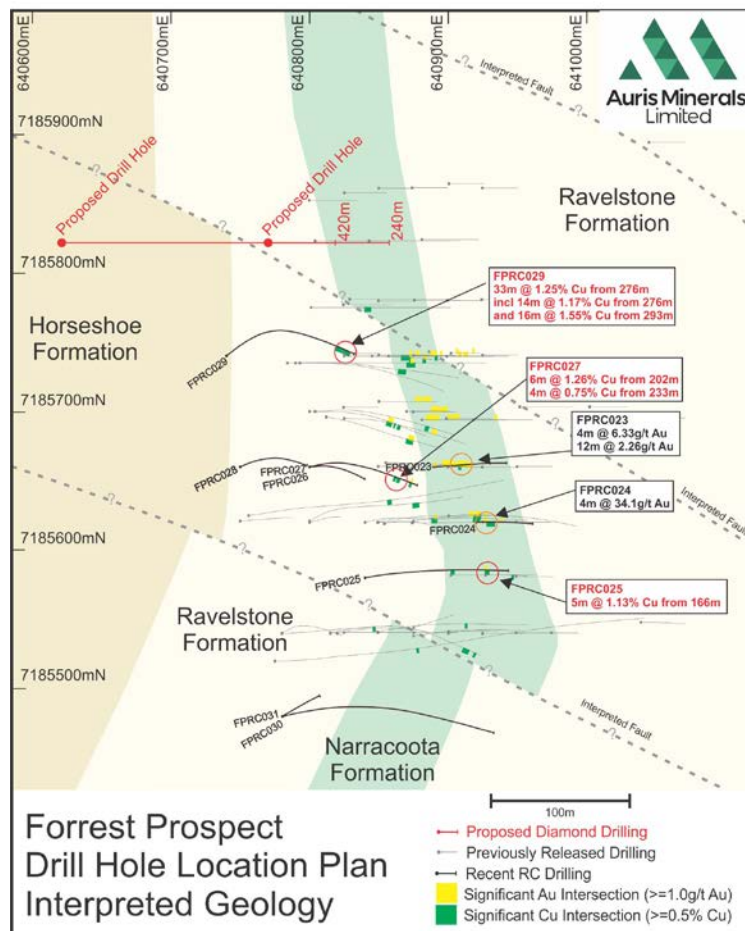 640600mE
640700mE
640800mE
640900mE
641000mE
Auris Minerals
Limited
Interpreted Fault
?
?
?
7185900mN
?
Proposed Drill Hole
Proposed Drill Hole
420m
240m
Ravelstone
Formation
?
7185800mN
FPRC029
33m @ 1.25% Cu from 276m
incl 14m @ 1.17% Cu from 276m
and 16m @ 1.55% Cu from 293m
Horseshoe
Formation
FPRC029
?
FPRC027
6m @ 1.26% Cu from 202m
4m @ 0.75% Cu from 233m
7185700mN
FPRC023
4m @ 6.33g/t Au
12m @ 2.26g/t Au
FPRC028
FPRC027
FPRC026
FPRC023
?
FPRC024
4m @ 34.1g/t Au
Interpreted Fault
FPRC024
7185600mN
?
FPRC025
FPRC025
5m @ 1.13% Cu from 166m
Ravelstone
Formation
?
7185500mN
?
FPRC031
FPRC030
Interpreted Fault
Narracoota
Formation
100m
Forrest Prospect
Drill Hole Location Plan
Interpreted Geology
Proposed Diamond Drilling
Previously Released Drilling
Recent RC Drilling
Significant Au Intersection (>=1.0g/t Au)
Significant Cu Intersection (>=0.5% Cu)